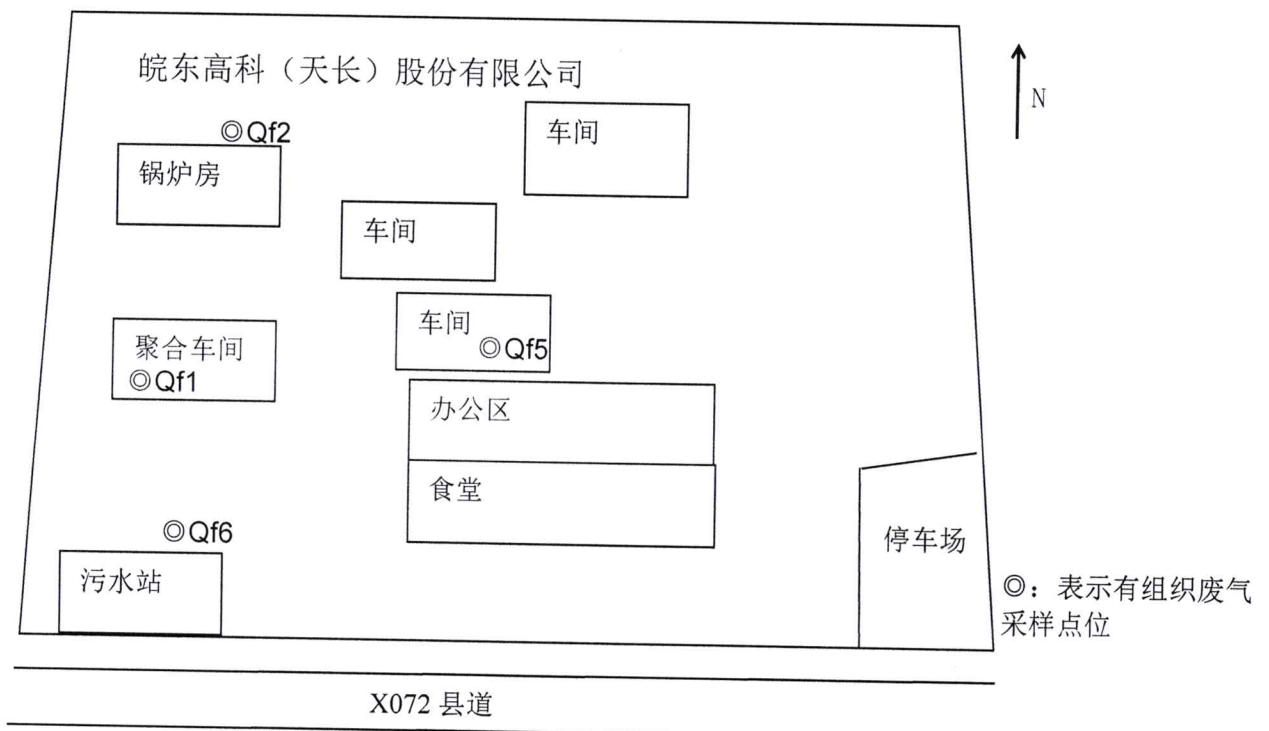 皖东高科（天长）股份有限公司
N
◎Qf2
车间
锅炉房
车间
车间
◎Qf5
聚合车间
◎Qf1
办公区
食堂
◎Qf6
停车场
污水站
◎：表示有组织废气
采样点位
X072 县道